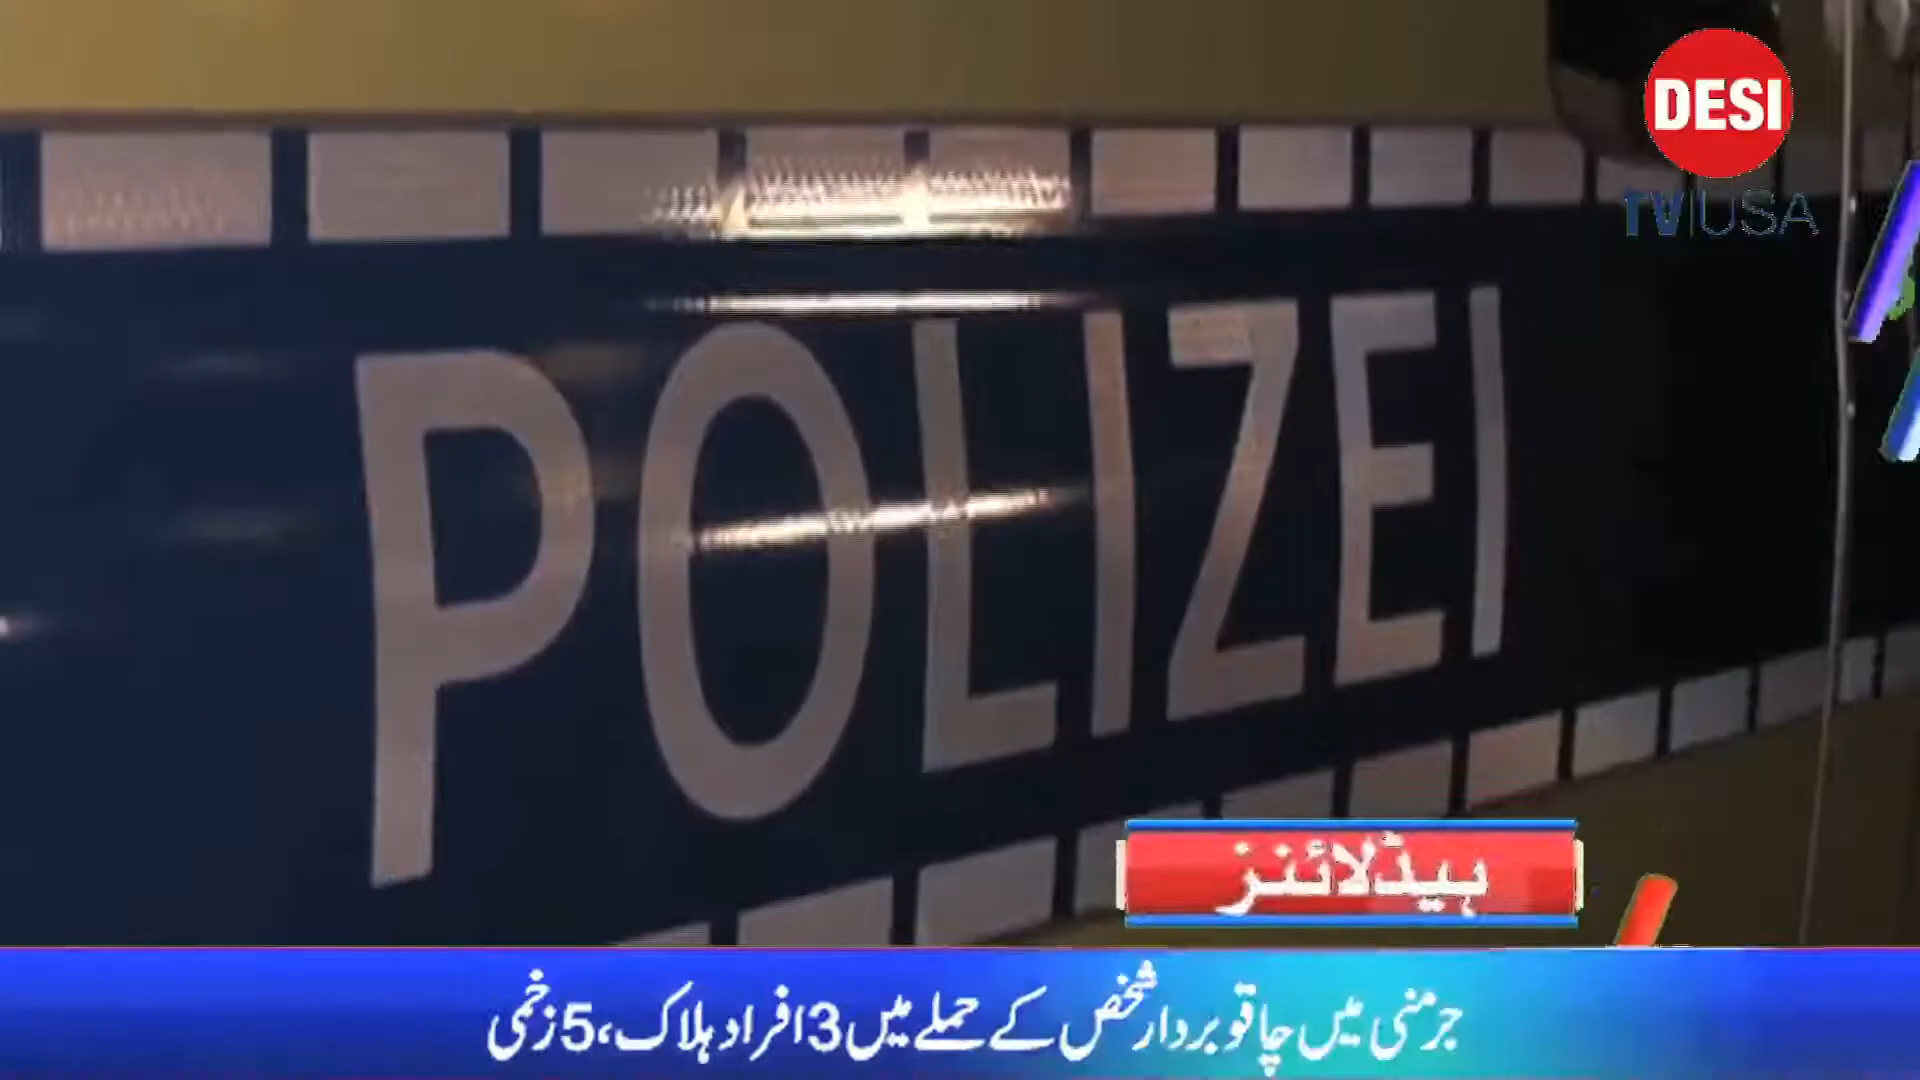 DESI
TV USA
POLIZEI
ہیڈلائنز
جرمنی میں چاقو بردار شخص کے حملے میں 3 افراد ہلاک، 5 زخمی